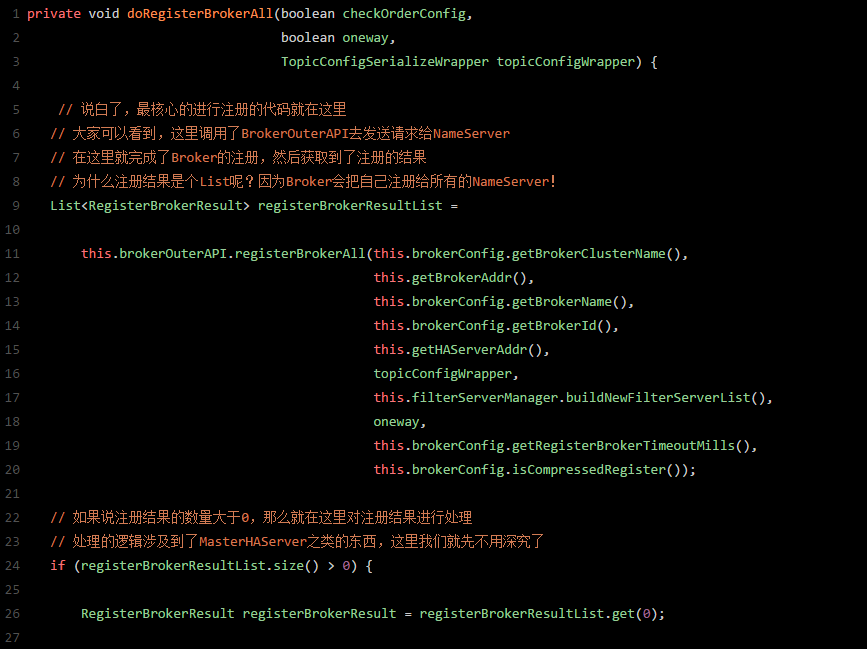 1 private void doRegisterBrokerAll(boolean checkOrderConfig,
2 boolean oneway,
3 TopicConfigSerializeWrapper topicConfigWrapper) {
4
5 // 说白了，最核心的进行注册的代码就在这里
6 // 大家可以看到，这里调用了BrokerOuterAPI去发送请求给NameServer
7 // 在这里就完成了Broker的注册，然后获取到了注册的结果
8 // 为什么注册结果是个List呢？因为Broker会把自己注册给所有的NameServer！
9 List<RegisterBrokerResult> registerBrokerResultList =
10
11 this.brokerOuterAPI.registerBrokerAll(this.brokerConfig.getBrokerClusterName(),
12 this.getBrokerAddr(),
13 this.brokerConfig.getBrokerName(),
14 this.brokerConfig.getBrokerId(),
15 this.getHAServerAddr(),
16 topicConfigWrapper,
17 this.filterServerManager.buildNewFilterServerList(),
18 oneway,
19 this.brokerConfig.getRegisterBrokerTimeoutMills(),
20 this.brokerConfig.isCompressedRegister());
21
22 // 如果说注册结果的数量大于0，那么就在这里对注册结果进行处理
23 // 处理的逻辑涉及到了MasterHAServer之类的东西，这里我们就先不用深究了
24 if (registerBrokerResultList.size() > 0) {
25
26 RegisterBrokerResult registerBrokerResult = registerBrokerResultList.get(0);
27